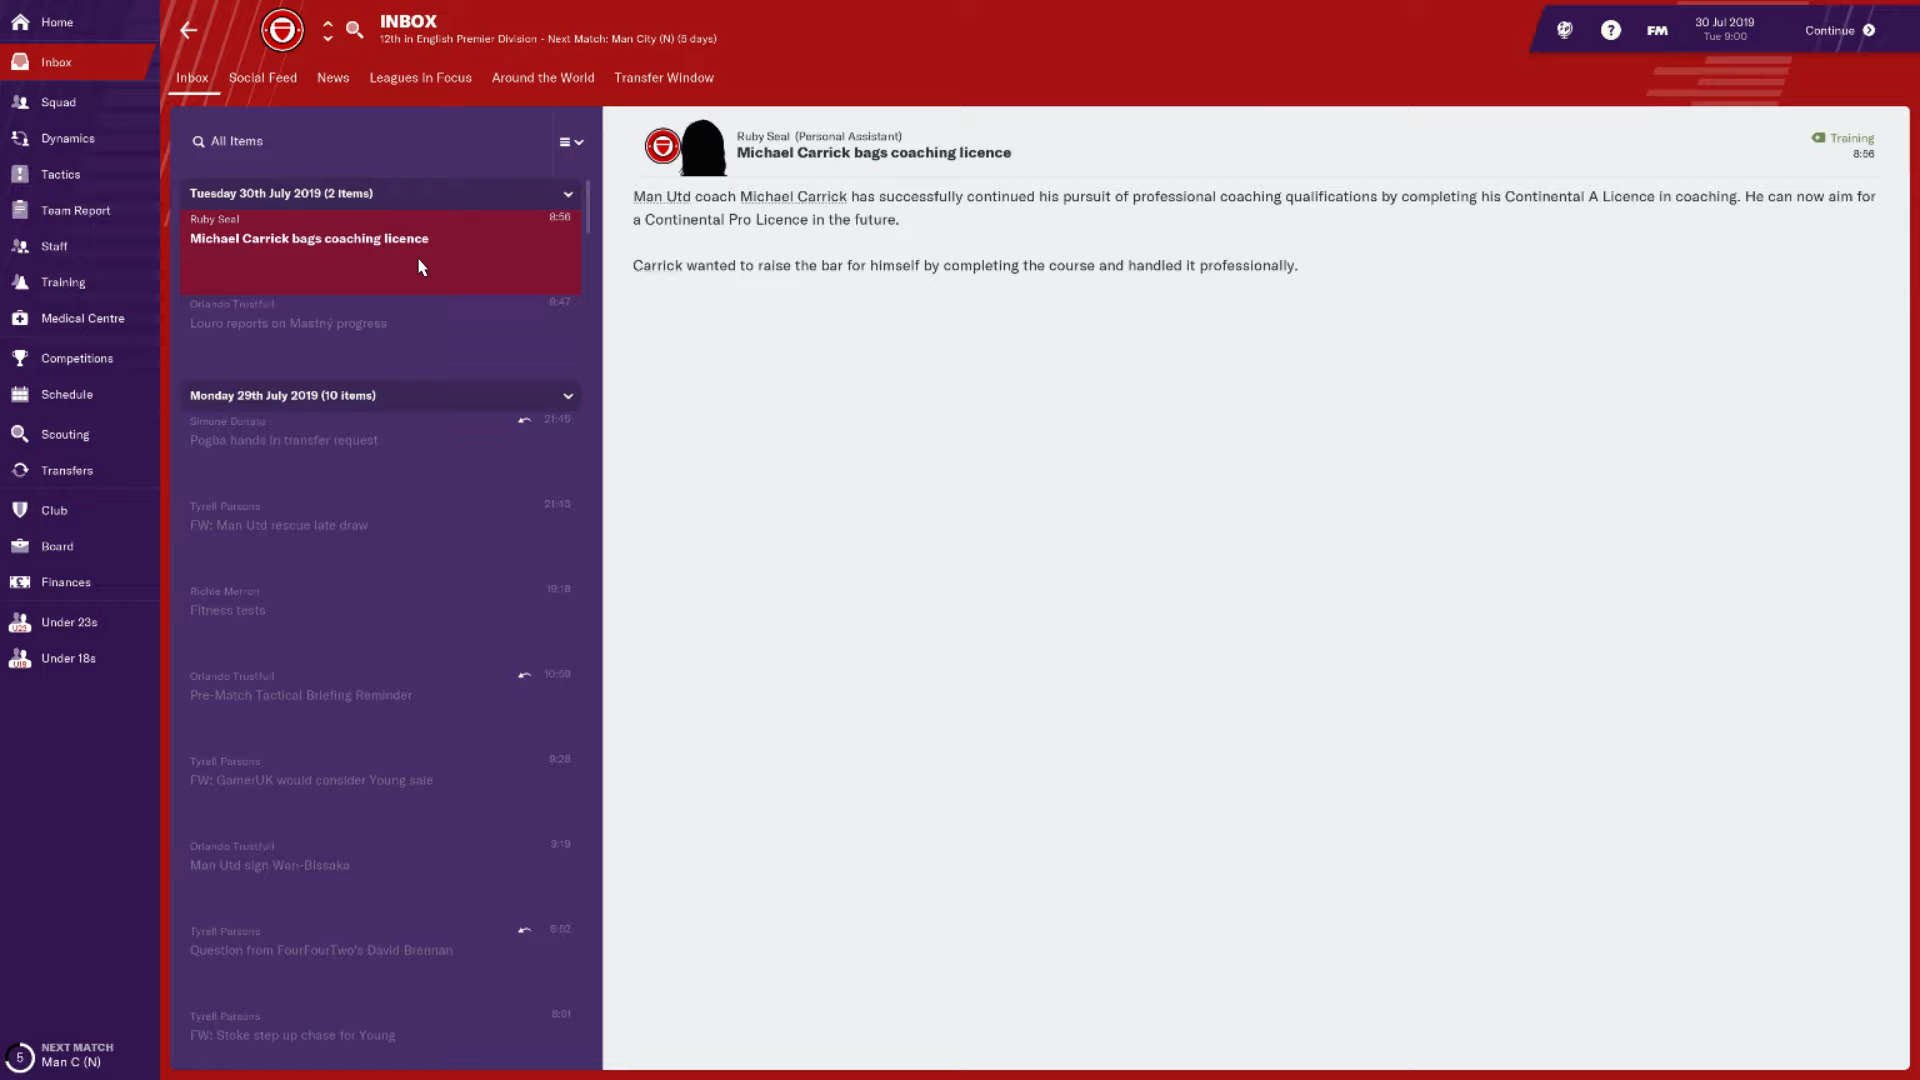 Home
Inbox
Squad
Dynamics
Tactics
Team Report
Staff
Training
Medical Centre
Competitions
Schedule
Scouting
Transfers
Club
Board
Finances
Under 23s
Under 18s
5
NEXT MATCH
Man C (N)
INBOX
12th in English Premier Division - Next Match: Man City (N) (5 days)
Inbox Social Feed News Leagues In Focus Around the World Transfer Window
FM
30 Jul 2019
Tue 9:00
Continue
All Items
Tuesday 30th July 2019 (2 Items)
Ruby Seal 8:56
Michael Carrick bags coaching licence
Orlando Trustfull 8:47
Louro reports on Mastný progress
Monday 29th July 2019 (10 items)
Simone Donato 21:45
Pogba hands in transfer request
Tyrell Parsons 21:43
FW: Man Utd rescue late draw
Richie Merron 19:18
Fitness tests
Orlando Trustfull 10:59
Pre-Match Tactical Briefing Reminder
Tyrell Parsons 9:28
FW: GamerUK would consider Young sale
Orlando Trustfull 9:19
Man Utd sign Wan-Bissaka
Tyrell Parsons
Question from FourFourTwo's David Brennan
Tyrell Parsons
FW: Stoke step up chase for Young
Ruby Seal (Personal Assistant)
Michael Carrick bags coaching licence
Training
8:56
Man Utd coach Michael Carrick has successfully continued his pursuit of professional coaching qualifications by completing his Continental A Licence in coaching. He can now aim for
a Continental Pro Licence in the future.
Carrick wanted to raise the bar for himself by completing the course and handled it professionally.